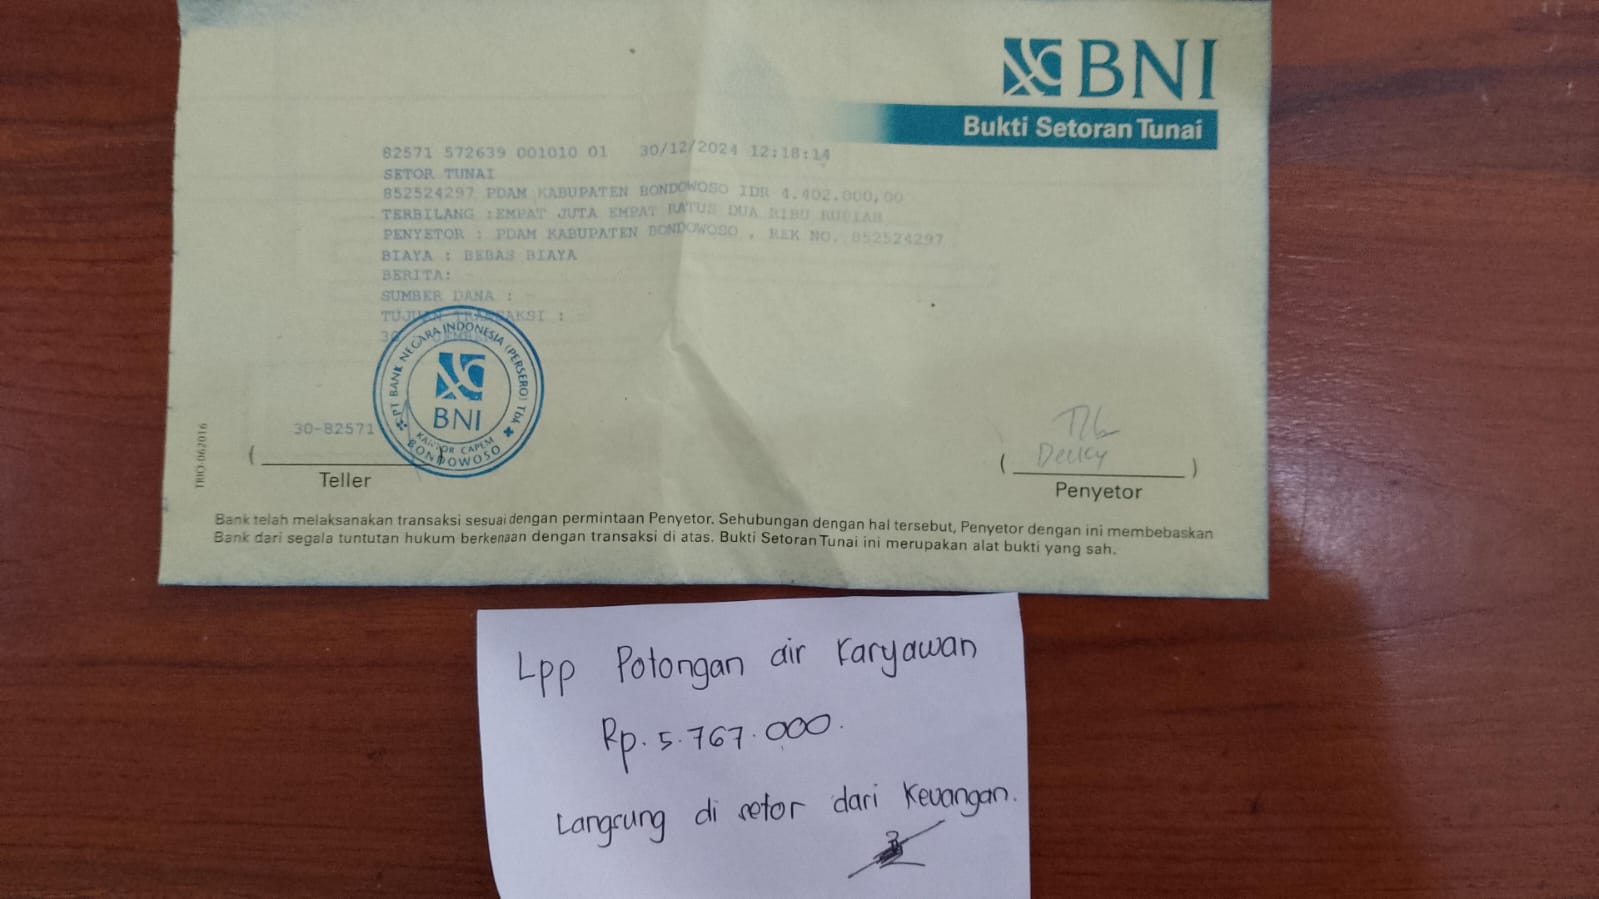 BNI
Bukti Setoran Tunai
82571 572639 001010 01 30/12/2024 12:18:14
SETOR TUNAI
852524297 PDAM KABUPATEN BONDOWOSO IDR 4.402.000,00
TERBILANG :EMPAT JUTA EMPAT RATUS DUA RIBU RUPIAH
PENYETOR : PDAM KABUPATEN BONDOWOSO , REK NO. 852524297
BIAYA : BEBAS BIAYA
BERITA: -
SUMBER DANA : -
TUJUAN TRANSAKSI : -
PT BANK NEGARA INDONESIA (PERSERO) Tbk
BNI
KANTOR CAPEM
BONDOWOSO
30-82571
( )
Teller
Decky
( )
Penyetor
TRIO-062016
Bank telah melaksanakan transaksi sesuai dengan permintaan Penyetor. Sehubungan dengan hal tersebut, Penyetor dengan ini membebaskan
Bank dari segala tuntutan hukum berkenaan dengan transaksi di atas. Bukti Setoran Tunai ini merupakan alat bukti yang sah.
Lpp Potongan air Karyawan
Rp. 5.767.000.
Langsung di setor dari Keuangan.